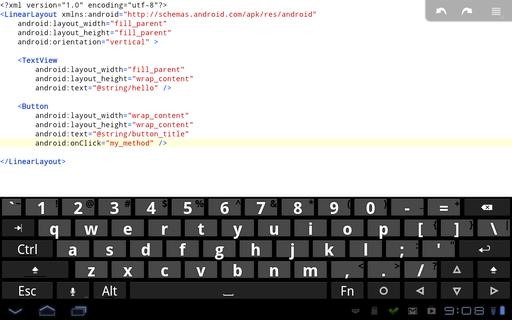 <?xml version="1.0" encoding="utf-8"?>
<LinearLayout xmlns:android="http://schemas.android.com/apk/res/android"
android:layout_width="fill_parent"
android:layout_height="fill_parent"
android:orientation="vertical" >
<TextView
android:layout_width="fill_parent"
android:layout_height="wrap_content"
android:text="@string/hello" />
<Button
android:layout_width="wrap_content"
android:layout_height="wrap_content"
android:text="@string/button_title"
android:onClick="my_method" />
</LinearLayout>
` ~ 1 ! 2 @ 3 # 4 $ 5 % 6 ^ 7 & 8 * 9 ( 0 ) - _ = +
q w e r t y u i o p [ { ] } \ |
Ctrl a s d f g h j k l ; : ' "
z x c v b n m , < . > / ?
Esc Alt Fn
9:08